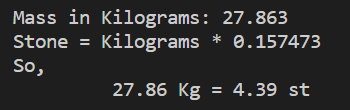 Mass in Kilograms: 27.863
Stone = Kilograms * 0.157473
So,
27.86 Kg = 4.39 st